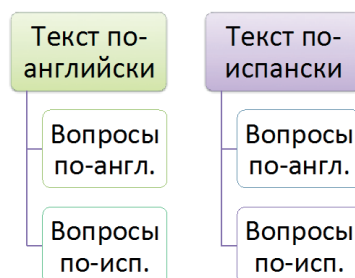 Текст по-
английски
Вопросы
по-англ.
Вопросы
по-исп.
Текст по-
испански
Вопросы
по-англ.
Вопросы
по-исп.